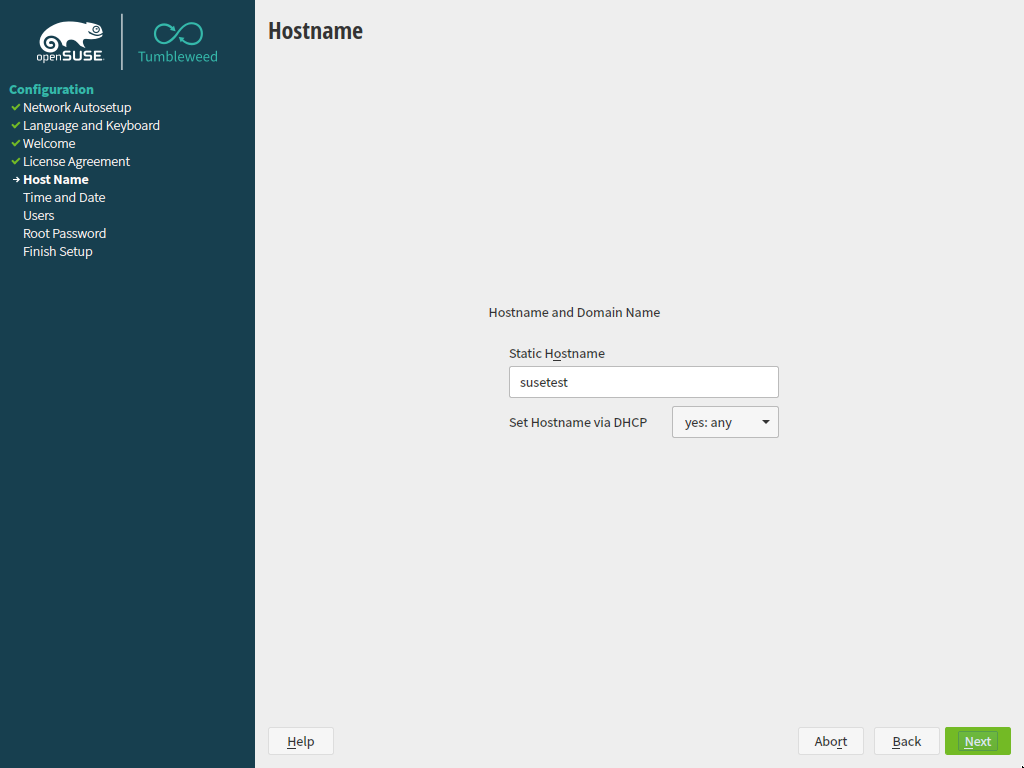 openSUSE
Tumbleweed
Configuration
Network Autosetup
Language and Keyboard
Welcome
License Agreement
Host Name
Time and Date
Users
Root Password
Finish Setup
Hostname
Hostname and Domain Name
Static Hostname
susetest
Set Hostname via DHCP yes: any
Help Abort Back Next